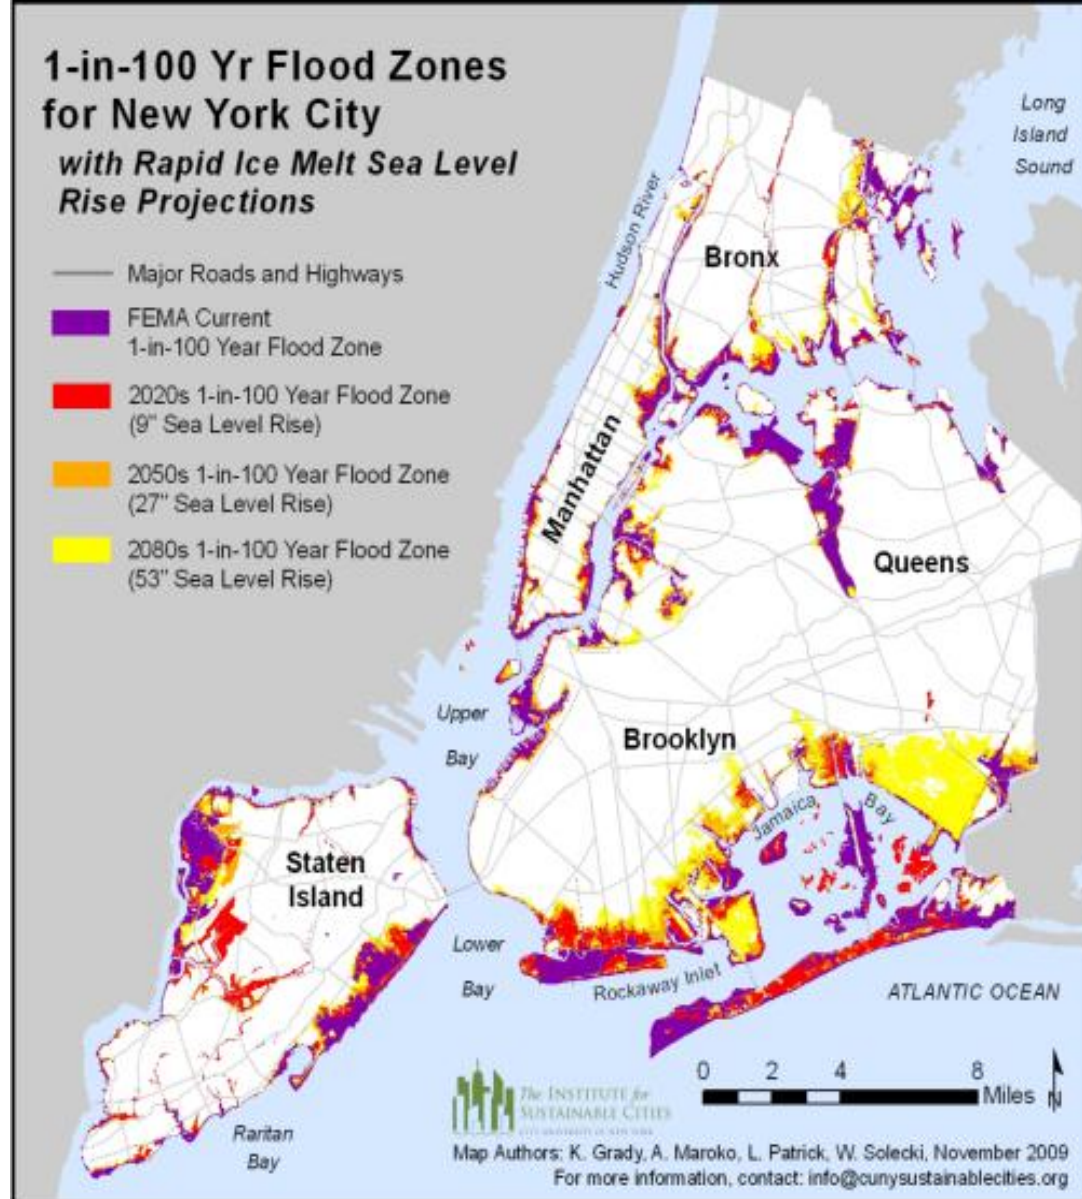 1-in-100 Yr Flood Zones
for New York City
with Rapid Ice Melt Sea Level
Rise Projections
Major Roads and Highways
FEMA Current
1-in-100 Year Flood Zone
2020s 1-in-100 Year Flood Zone
(9" Sea Level Rise)
2050s 1-in-100 Year Flood Zone
(27" Sea Level Rise)
2080s 1-in-100 Year Flood Zone
(53" Sea Level Rise)
Long
Island
Sound
Hudson River
Bronx
Manhattan
Queens
Upper
Bay
Brooklyn
Jamaica
Bay
Staten
Island
Lower
Bay
Rockaway Inlet
ATLANTIC OCEAN
Raritan
Bay
The INSTITUTE for
SUSTAINABLE CITIES
CITY UNIVERSITY OF NEW YORK
0 2 4 8
Miles N
Map Authors: K. Grady, A. Maroko, L. Patrick, W. Solecki, November 2009
For more information, contact: info@cunysustainablecities.org